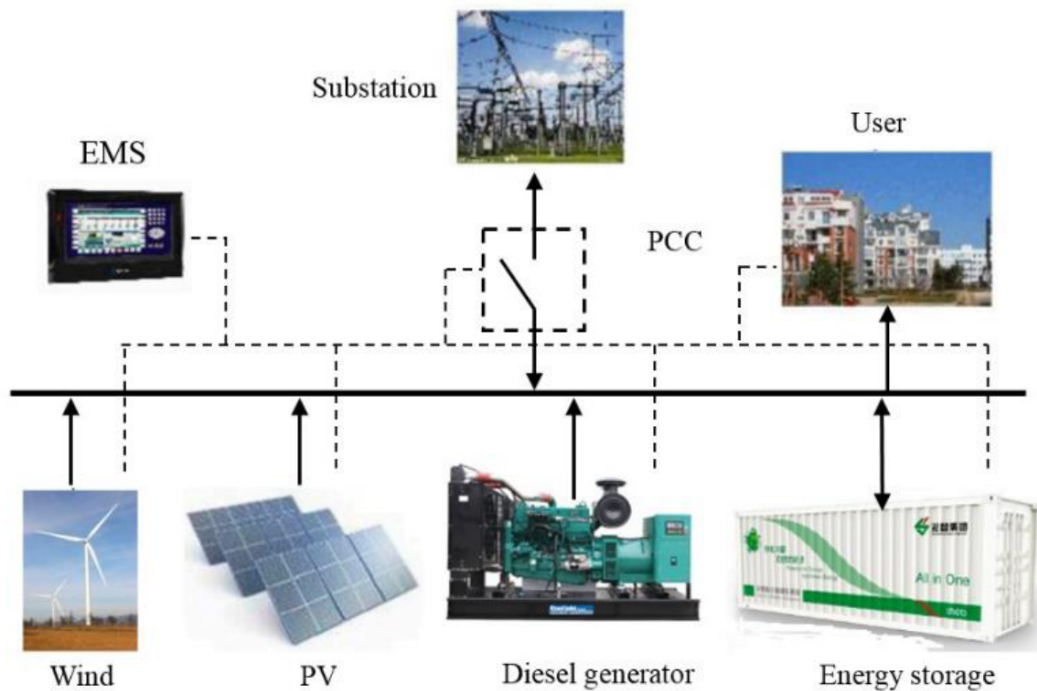 Substation
User
EMS
PCC
All in One
Wind
PV
Diesel generator
Energy storage